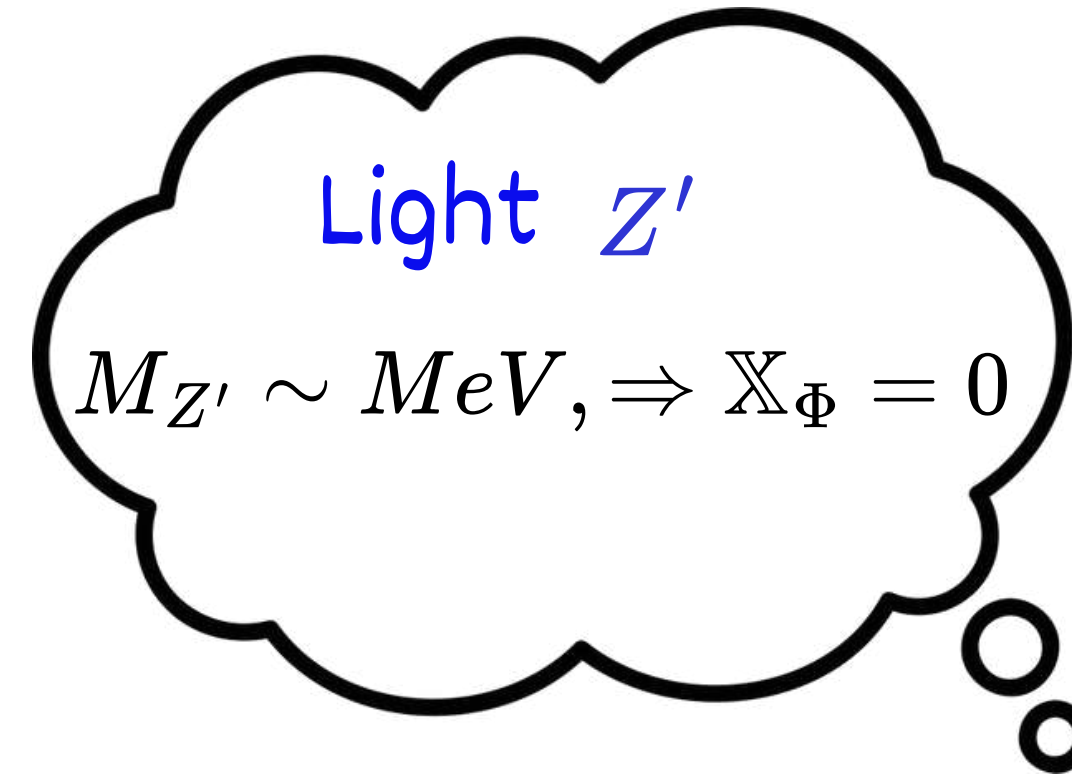 Light Z′
M_{Z′} ∼ MeV, ⇒ 𝕏_Φ = 0